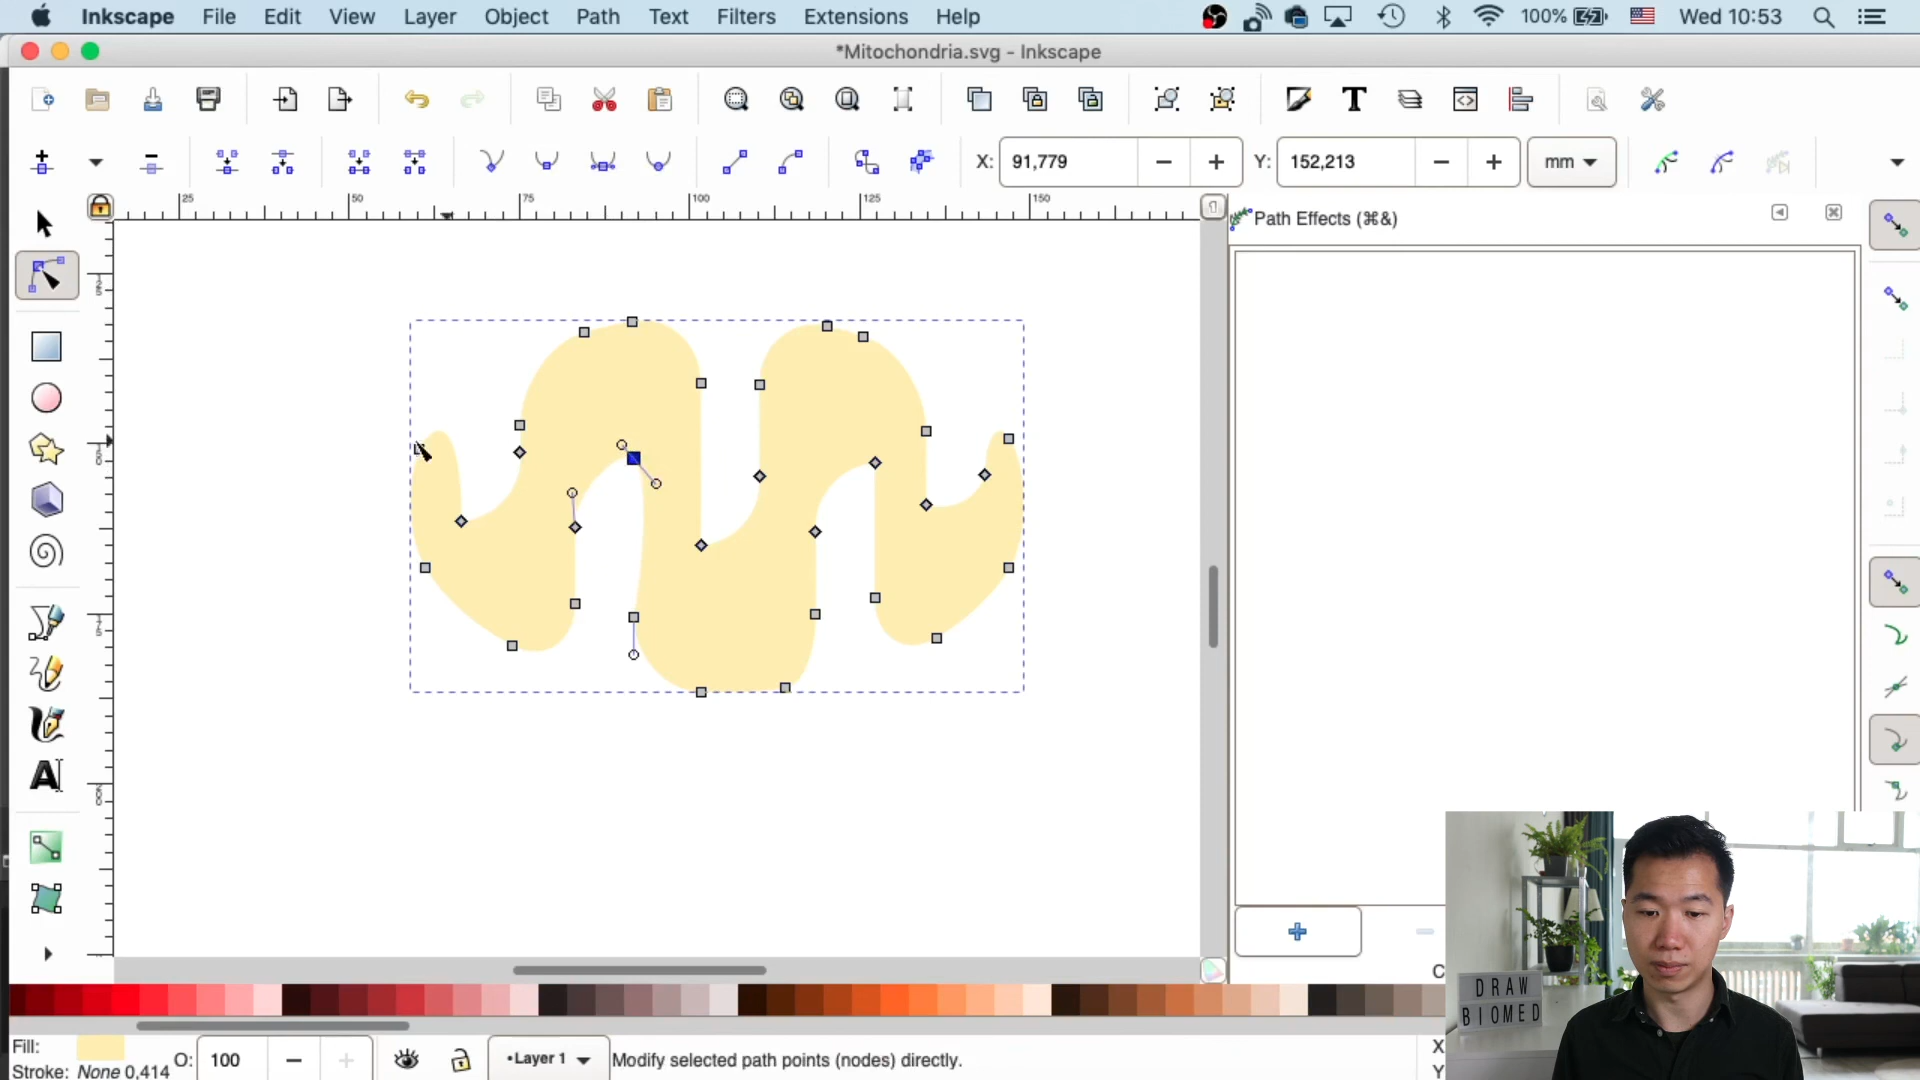 Inkscape File Edit View Layer Object Path Text Filters Extensions Help 100% Wed 10:53
*Mitochondria.svg - Inkscape
X: 91,779 Y: 152,213 mm
25 50 75 100 125 150
Path Effects (⌘&)
Fill:
O: 100
•Layer 1
Modify selected path points (nodes) directly.
Stroke: None 0,414
C
X
Y
DRAW
BIOMED